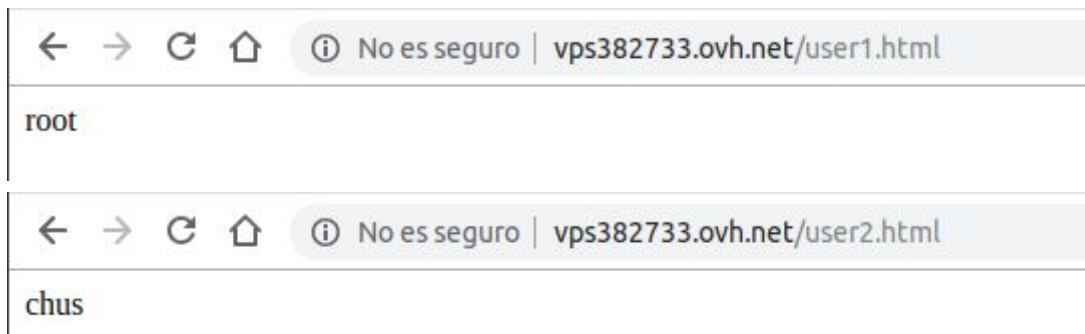 No es seguro | vps382733.ovh.net/user1.html
root
No es seguro | vps382733.ovh.net/user2.html
chus